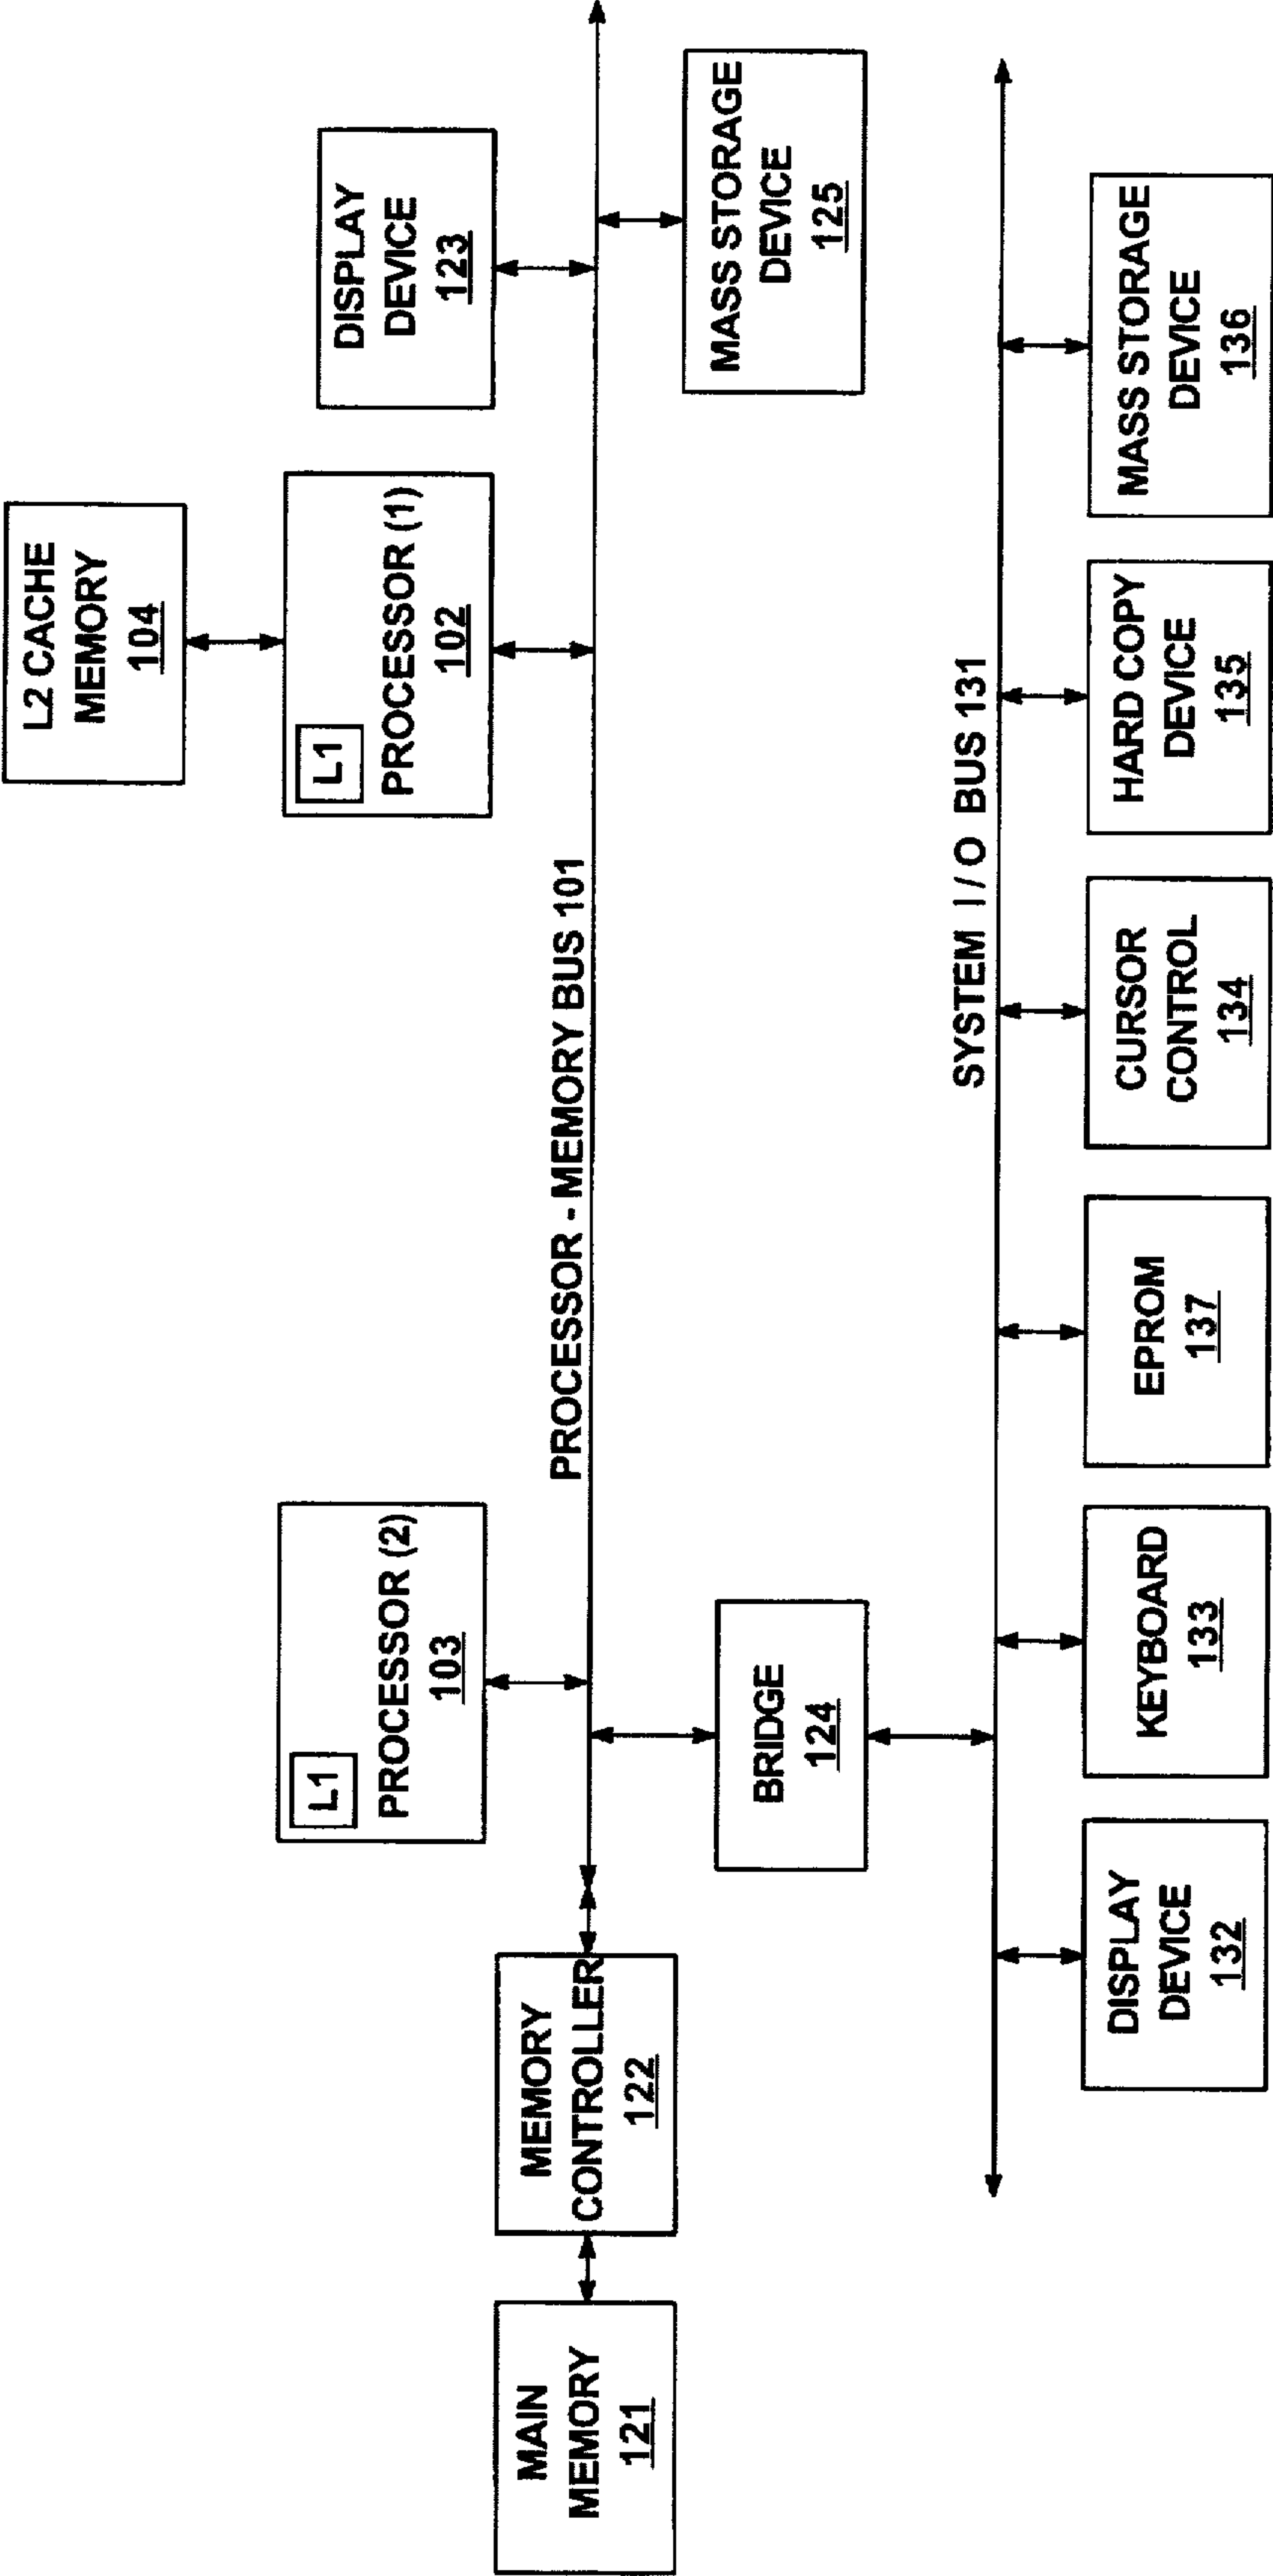 L2 CACHE
MEMORY
104
L1
PROCESSOR (1)
102
DISPLAY
DEVICE
123
L1
PROCESSOR (2)
103
MAIN
MEMORY
121
MEMORY
CONTROLLER
122
PROCESSOR - MEMORY BUS 101
MASS STORAGE
DEVICE
125
BRIDGE
124
SYSTEM I / O BUS 131
DISPLAY
DEVICE
132
KEYBOARD
133
EPROM
137
CURSOR
CONTROL
134
HARD COPY
DEVICE
135
MASS STORAGE
DEVICE
136